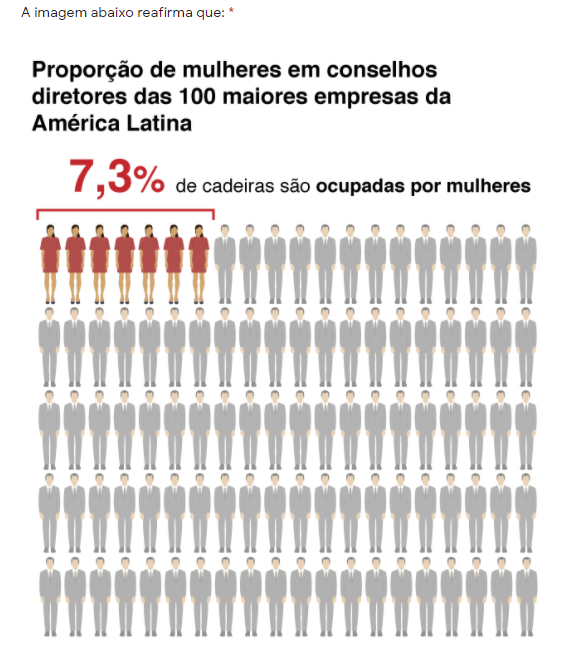 A imagem abaixo reafirma que: *
Proporção de mulheres em conselhos
diretores das 100 maiores empresas da
América Latina
7,3% de cadeiras são ocupadas por mulheres